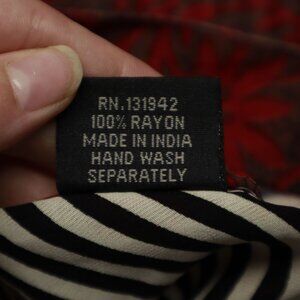 RN.131942
100% RAYON
MADE IN INDIA
HAND WASH
SEPARATELY